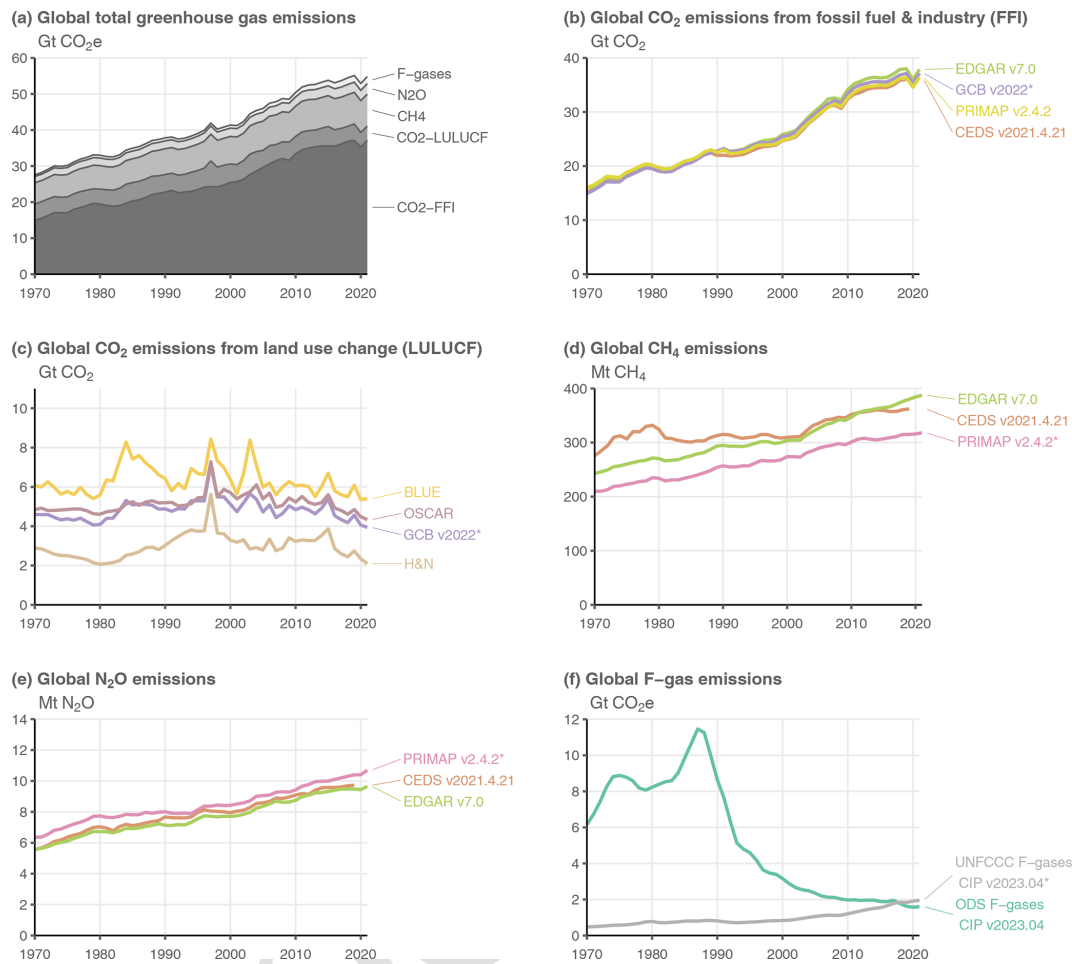 (a) Global total greenhouse gas emissions
Gt CO₂e
60
50
40
30
20
10
0
1970 1980 1990 2000 2010 2020
F−gases
N2O
CH4
CO2−LULUCF
CO2−FFI
(b) Global CO₂ emissions from fossil fuel & industry (FFI)
Gt CO₂
40
30
20
10
0
1970 1980 1990 2000 2010 2020
EDGAR v7.0
GCB v2022*
PRIMAP v2.4.2
CEDS v2021.4.21
(c) Global CO₂ emissions from land use change (LULUCF)
Gt CO₂
10
8
6
4
2
0
1970 1980 1990 2000 2010 2020
BLUE
OSCAR
GCB v2022*
H&N
(d) Global CH₄ emissions
Mt CH₄
400
300
200
100
0
1970 1980 1990 2000 2010 2020
EDGAR v7.0
CEDS v2021.4.21
PRIMAP v2.4.2*
(e) Global N₂O emissions
Mt N₂O
14
12
10
8
6
4
2
0
1970 1980 1990 2000 2010 2020
PRIMAP v2.4.2*
CEDS v2021.4.21
EDGAR v7.0
(f) Global F−gas emissions
Gt CO₂e
12
10
8
6
4
2
0
1970 1980 1990 2000 2010 2020
UNFCCC F−gases
CIP v2023.04*
ODS F−gases
CIP v2023.04